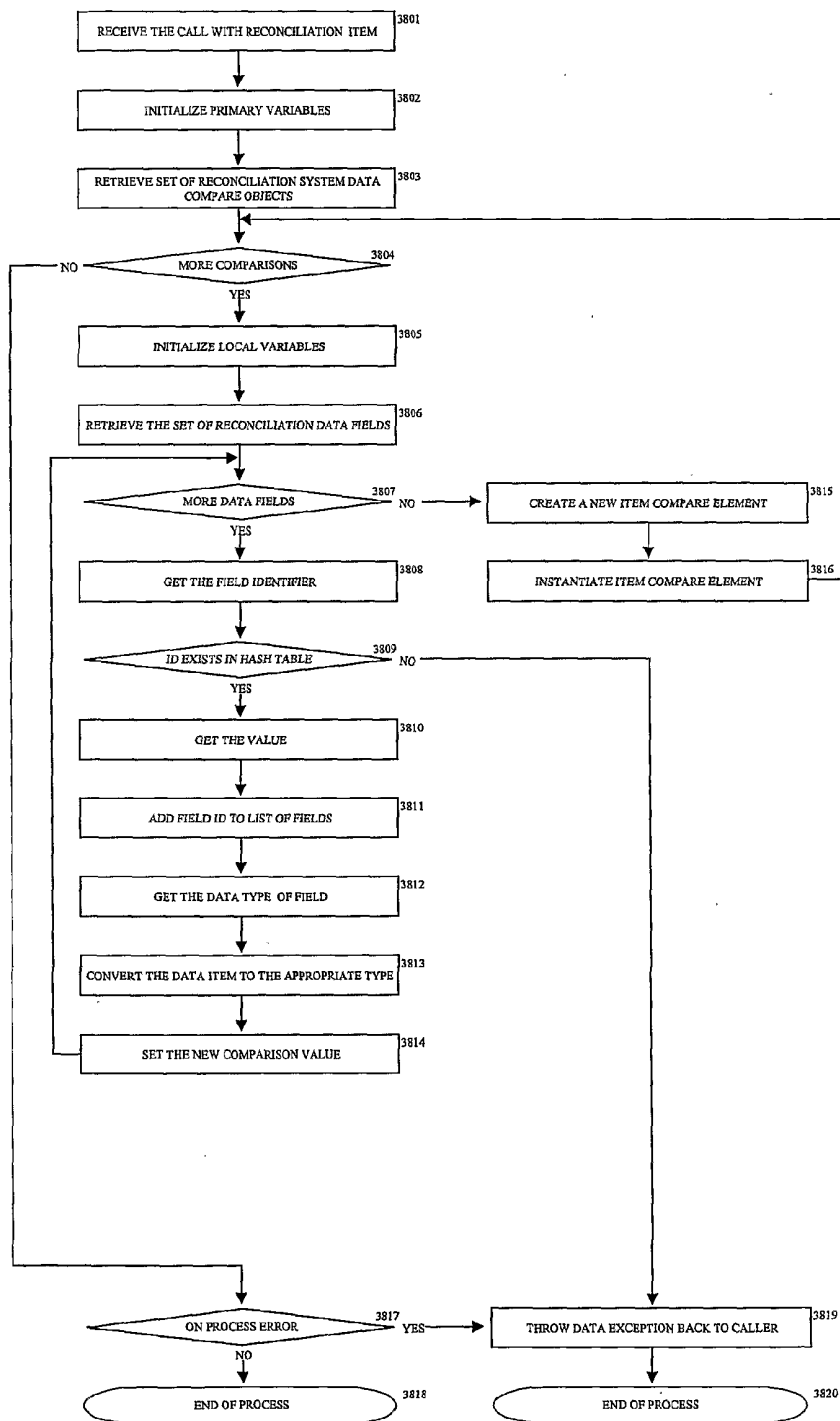 3801
RECEIVE THE CALL WITH RECONCILIATION ITEM
3802
INITIALIZE PRIMARY VARIABLES
3803
RETRIEVE SET OF RECONCILIATION SYSTEM DATA
COMPARE OBJECTS
3804
NO
MORE COMPARISONS
YES
3805
INITIALIZE LOCAL VARIABLES
3806
RETRIEVE THE SET OF RECONCILIATION DATA FIELDS
3807
MORE DATA FIELDS
NO
YES
3815
CREATE A NEW ITEM COMPARE ELEMENT
3816
INSTANTIATE ITEM COMPARE ELEMENT
3808
GET THE FIELD IDENTIFIER
3809
ID EXISTS IN HASH TABLE
NO
YES
3810
GET THE VALUE
3811
ADD FIELD ID TO LIST OF FIELDS
3812
GET THE DATA TYPE OF FIELD
3813
CONVERT THE DATA ITEM TO THE APPROPRIATE TYPE
3814
SET THE NEW COMPARISON VALUE
3817
ON PROCESS ERROR
YES
NO
3819
THROW DATA EXCEPTION BACK TO CALLER
3818
END OF PROCESS
3820
END OF PROCESS